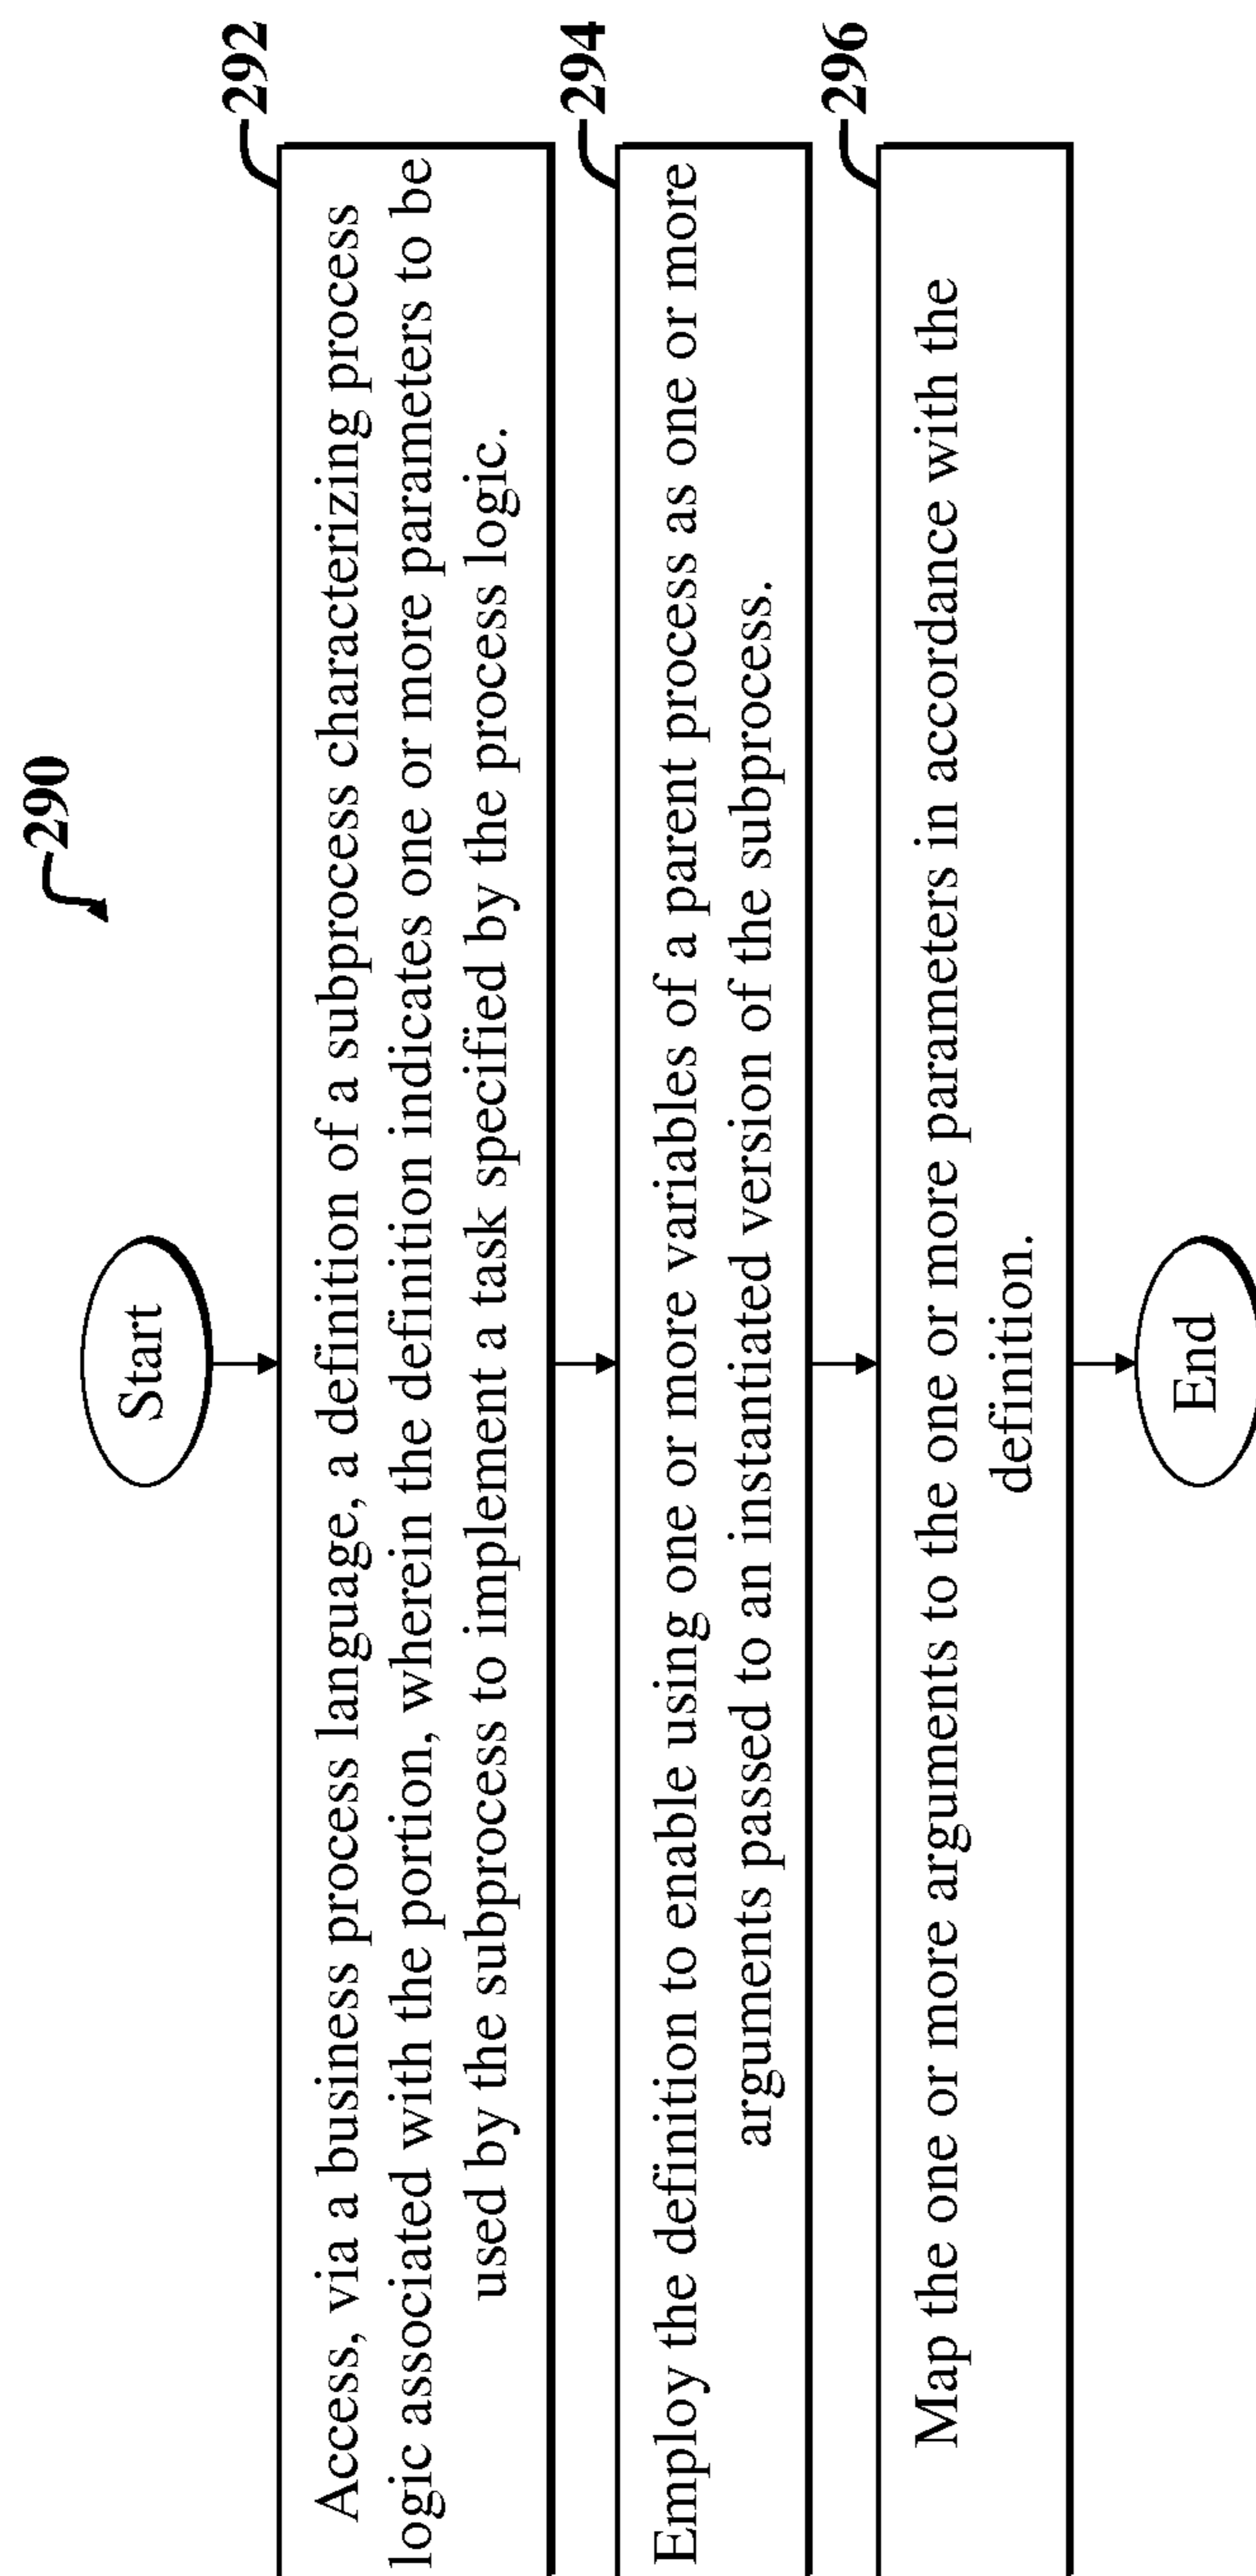 290
Start
292
Access, via a business process language, a definition of a subprocess characterizing process
logic associated with the portion, wherein the definition indicates one or more parameters to be
used by the subprocess to implement a task specified by the process logic.
294
Employ the definition to enable using one or more variables of a parent process as one or more
arguments passed to an instantiated version of the subprocess.
296
Map the one or more arguments to the one or more parameters in accordance with the
definition.
End